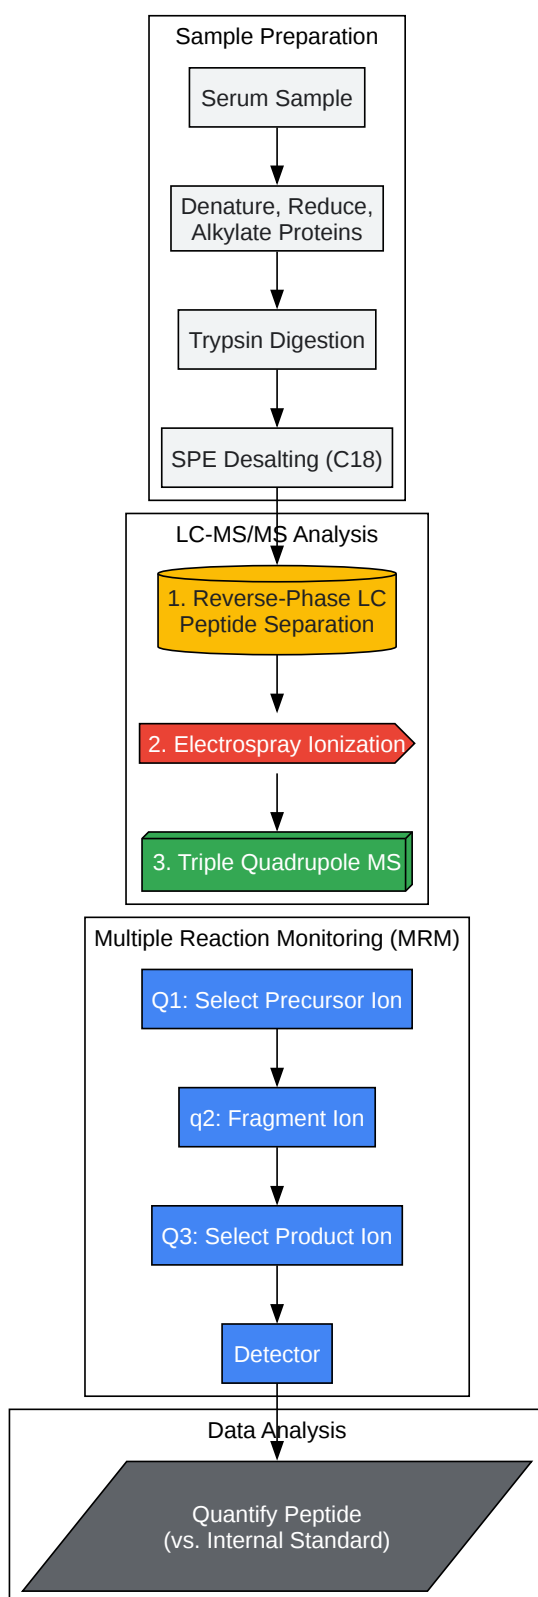 Sample Preparation
Serum Sample
Denature, Reduce,
Alkylate Proteins
Trypsin Digestion
SPE Desalting (C18)
LC-MS/MS Analysis
1. Reverse-Phase LC
Peptide Separation
2. Electrospray Ionization
3. Triple Quadrupole MS
Multiple Reaction Monitoring (MRM)
Q1: Select Precursor Ion
q2: Fragment Ion
Q3: Select Product Ion
Detector
Data Analysis
Quantify Peptide
(vs. Internal Standard)